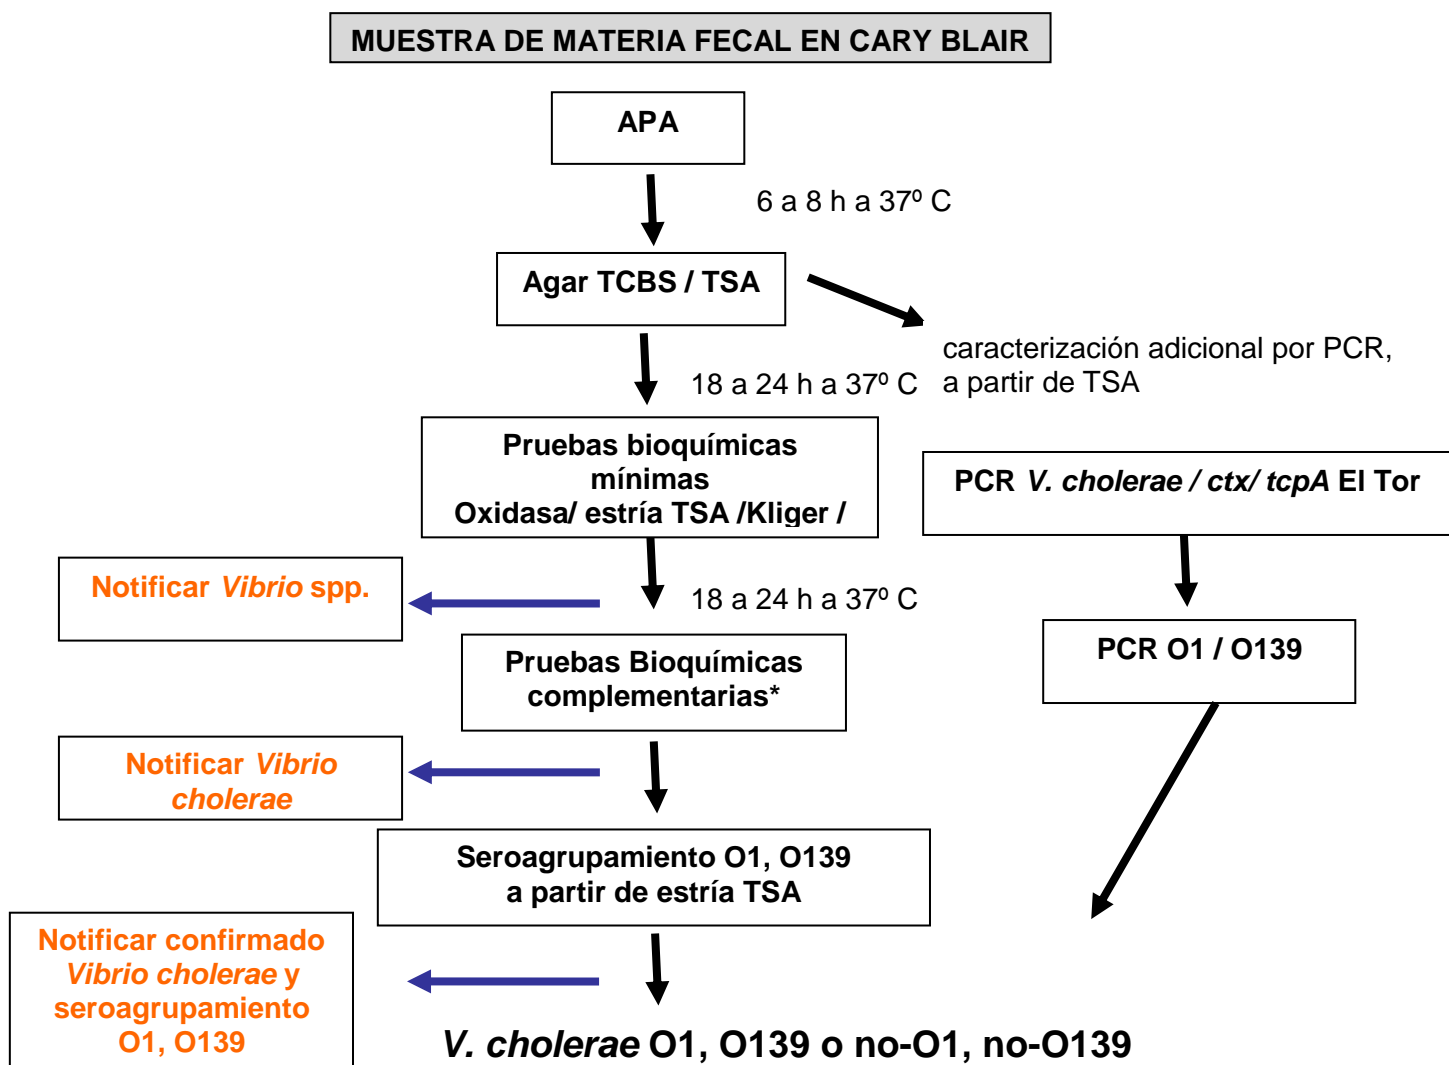 MUESTRA DE MATERIA FECAL EN CARY BLAIR
APA
6 a 8 h a 37º C
Agar TCBS / TSA
caracterización adicional por PCR,
a partir de TSA
18 a 24 h a 37º C
Pruebas bioquímicas
mínimas
Oxidasa/ estría TSA /Kliger /
PCR V. cholerae / ctx/ tcpA El Tor
Notificar Vibrio spp.
18 a 24 h a 37º C
PCR O1 / O139
Pruebas Bioquímicas
complementarias*
Notificar Vibrio
cholerae
Seroagrupamiento O1, O139
a partir de estría TSA
Notificar confirmado
Vibrio cholerae y
seroagrupamiento
O1, O139
V. cholerae O1, O139 o no-O1, no-O139